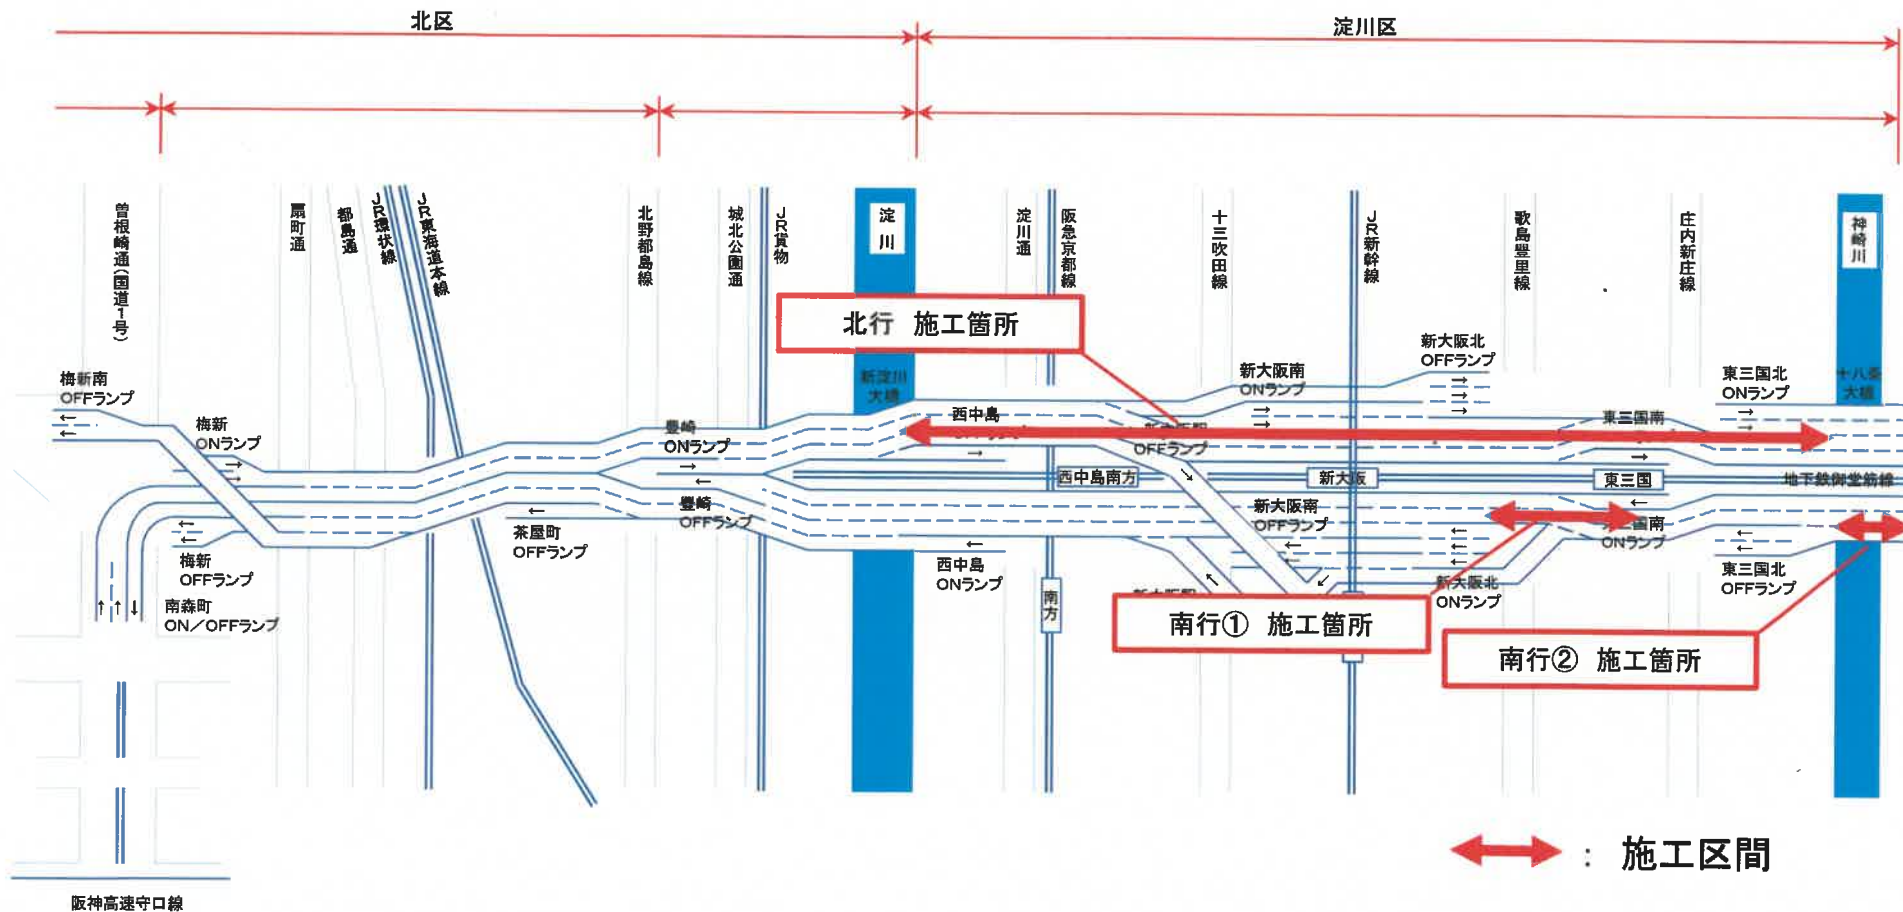 北区
淀川区
曽根崎通(国道1号)
扇町通
都島通
JR環状線
JR東海道本線
北野都島線
城北公園通
JR貨物
淀川
淀川通
阪急京都線
十三吹田線
JR新幹線
歌島豊里線
庄内新庄線
神崎川
北行 施工箇所
梅新南
OFFランプ
梅新
ONランプ
豊崎
ONランプ
新淀川
大橋
西中島
新大阪南
ONランプ
新大阪北
OFFランプ
東三国北
ONランプ
十八条
大橋
東三国南
OFFランプ
西中島南方
新大阪
東三国
地下鉄御堂筋線
梅新
OFFランプ
南森町
ON/OFFランプ
茶屋町
OFFランプ
豊崎
OFFランプ
西中島
ONランプ
南方
新大阪南
OFFランプ
新大阪北
ONランプ
ONランプ
東三国北
OFFランプ
南行① 施工箇所
南行② 施工箇所
: 施工区間
阪神高速守口線